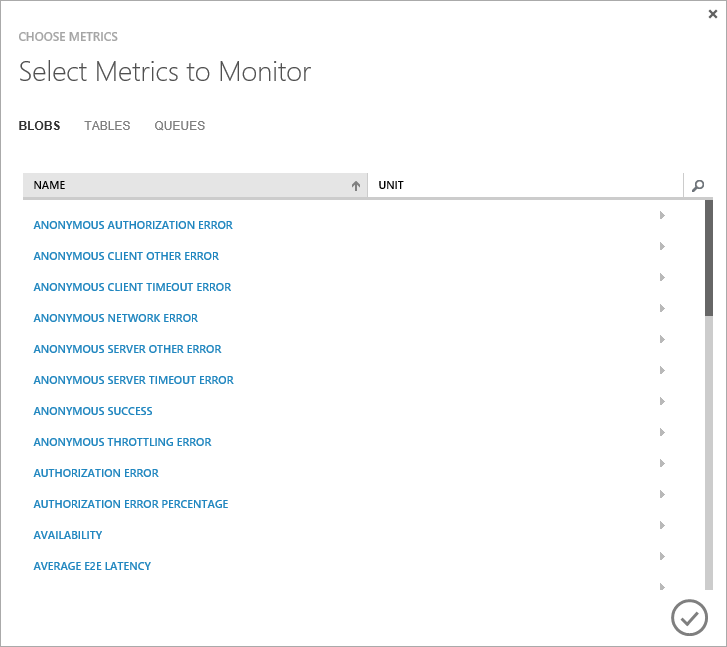 CHOOSE METRICS
Select Metrics to Monitor
BLOBS TABLES QUEUES
NAME UNIT
ANONYMOUS AUTHORIZATION ERROR
ANONYMOUS CLIENT OTHER ERROR
ANONYMOUS CLIENT TIMEOUT ERROR
ANONYMOUS NETWORK ERROR
ANONYMOUS SERVER OTHER ERROR
ANONYMOUS SERVER TIMEOUT ERROR
ANONYMOUS SUCCESS
ANONYMOUS THROTTLING ERROR
AUTHORIZATION ERROR
AUTHORIZATION ERROR PERCENTAGE
AVAILABILITY
AVERAGE E2E LATENCY